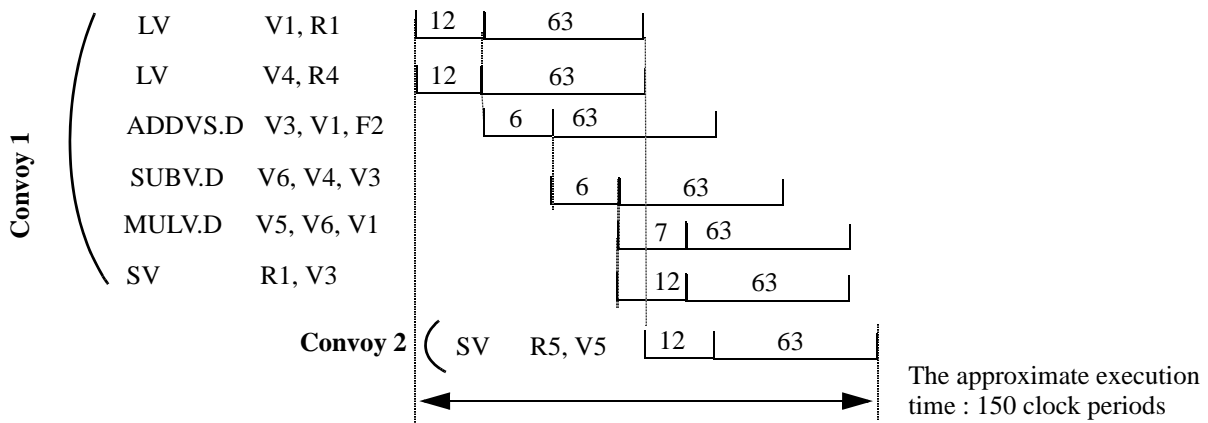 LV V1, R1 12 63
LV V4, R4 12 63
ADDVS.D V3, V1, F2 6 63
Convoy 1
SUBV.D V6, V4, V3 6 63
MULV.D V5, V6, V1 7 63
SV R1, V3 12 63
Convoy 2 SV R5, V5 12 63
The approximate execution
time : 150 clock periods